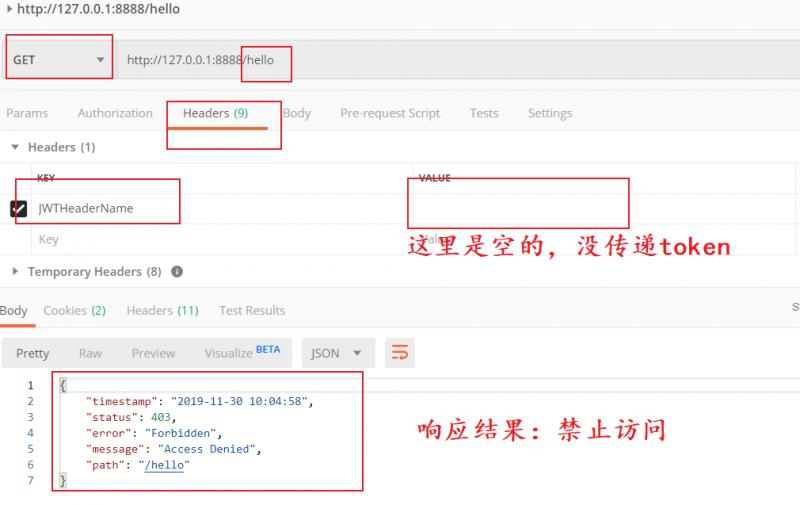 http://127.0.0.1:8888/hello
GET http://127.0.0.1:8888/hello
Params Authorization Headers (9) Body Pre-request Script Tests Settings
Headers (1)
KEY VALUE
JWTHeaderName
Key
这里是空的，没传递token
Temporary Headers (8)
Body Cookies (2) Headers (11) Test Results S
Pretty Raw Preview Visualize BETA JSON
1 {
2 "timestamp": "2019-11-30 10:04:58",
3 "status": 403,
4 "error": "Forbidden",
5 "message": "Access Denied",
6 "path": "/hello"
7 }
响应结果：禁止访问